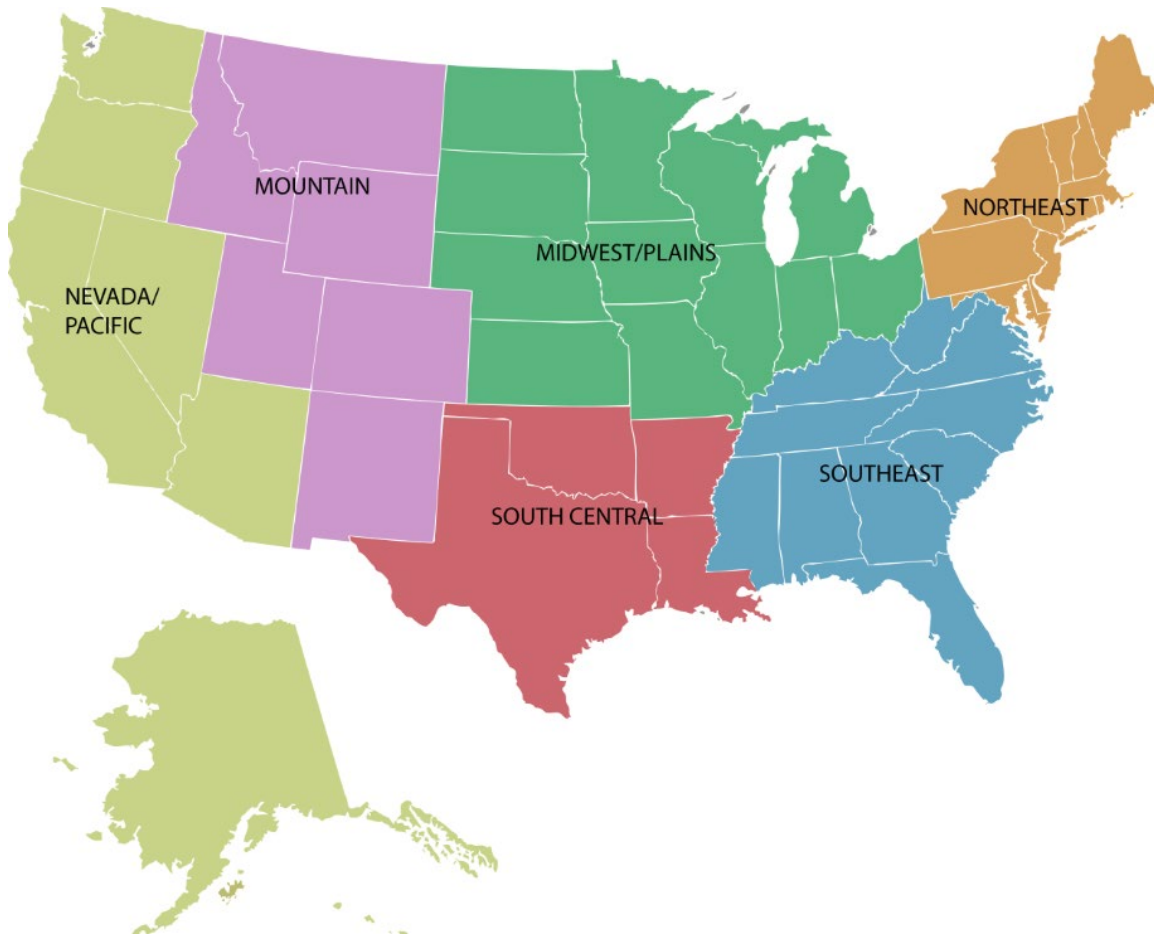 MOUNTAIN
NORTHEAST
MIDWEST/PLAINS
NEVADA/
PACIFIC
SOUTHEAST
SOUTH CENTRAL